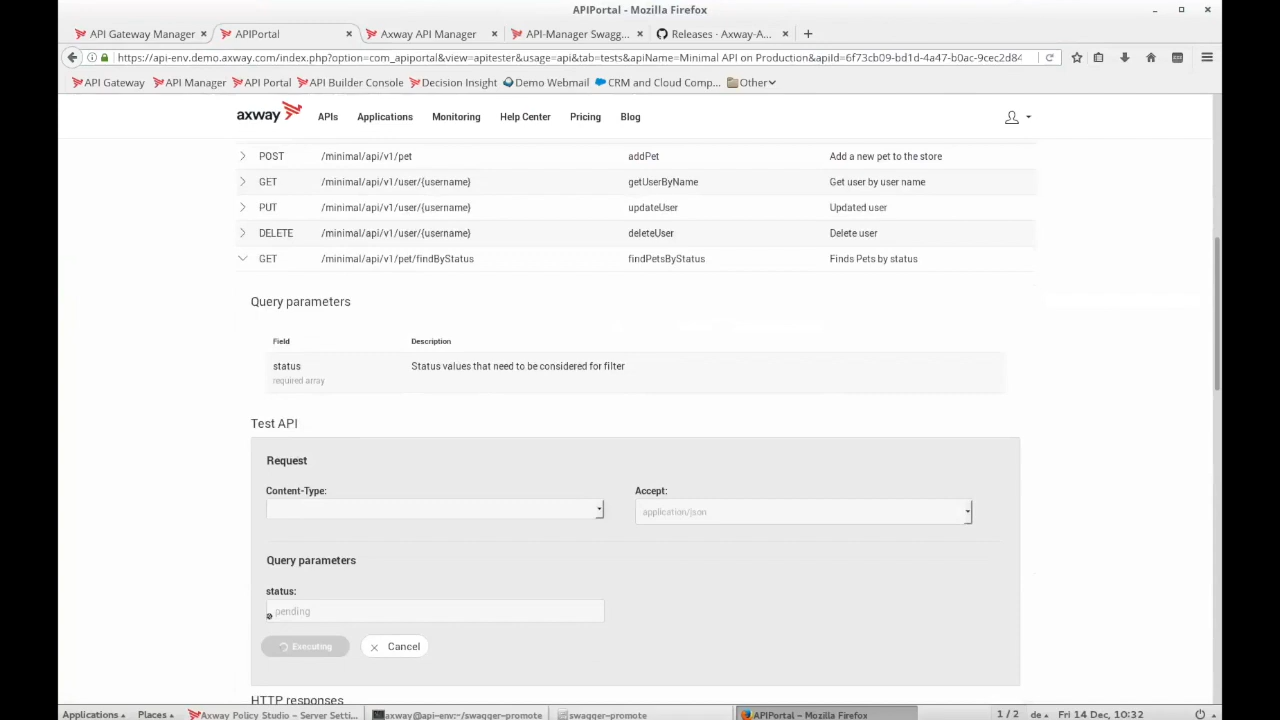 APIPortal - Mozilla Firefox
API Gateway Manager × APIPortal × Axway API Manager × API-Manager Swagg... × Releases · Axway-A... × +
https://api-env.demo.axway.com/index.php?option=com_apiportal&view=apitester&usage=api&tab=tests&apiName=Minimal API on Production&apiId=6f73cb09-bd1d-4a47-b0ac-9cec2d84
API Gateway API Manager API Portal API Builder Console Decision Insight Demo Webmail CRM and Cloud Comp... Other
axway APIs Applications Monitoring Help Center Pricing Blog
POST /minimal/api/v1/pet addPet Add a new pet to the store
GET /minimal/api/v1/user/{username} getUserByName Get user by user name
PUT /minimal/api/v1/user/{username} updateUser Updated user
DELETE /minimal/api/v1/user/{username} deleteUser Delete user
GET /minimal/api/v1/pet/findByStatus findPetsByStatus Finds Pets by status
Query parameters
Field Description
status Status values that need to be considered for filter
required array
Test API
Request
Content-Type: Accept:
application/json
Query parameters
status:
pending
Executing × Cancel
HTTP responses
Applications Places Axway Policy Studio – Server Setti... axway@api-env:~/swagger-promote swagger-promote APIPortal – Mozilla Firefox 1 / 2 de Fri 14 Dec, 10:32